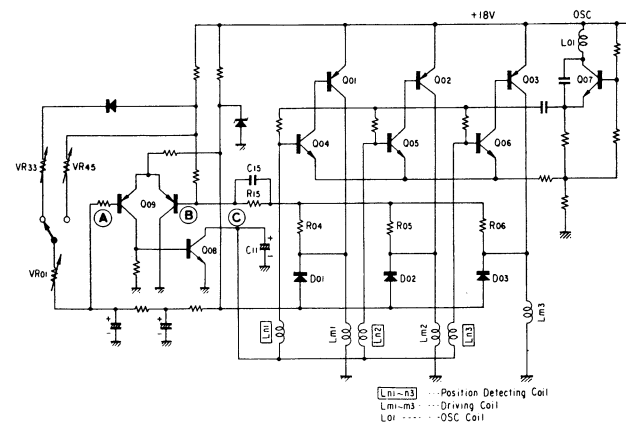 +18V
OSC
L01
Q01
Q02
Q03
Q07
Q04
Q05
Q06
VR33
VR45
C15
R15
A
Q09
B
C
R04
R05
R06
Q08
+
-
C11
VR01
D01
D02
D03
+
+
Ln1
Lm1
Ln2
Lm2
Ln3
Lm3
Ln1~n3 ···Position Detecting Coil
Lm1~m3 ····Driving Coil
L01 ---- ···OSC Coil